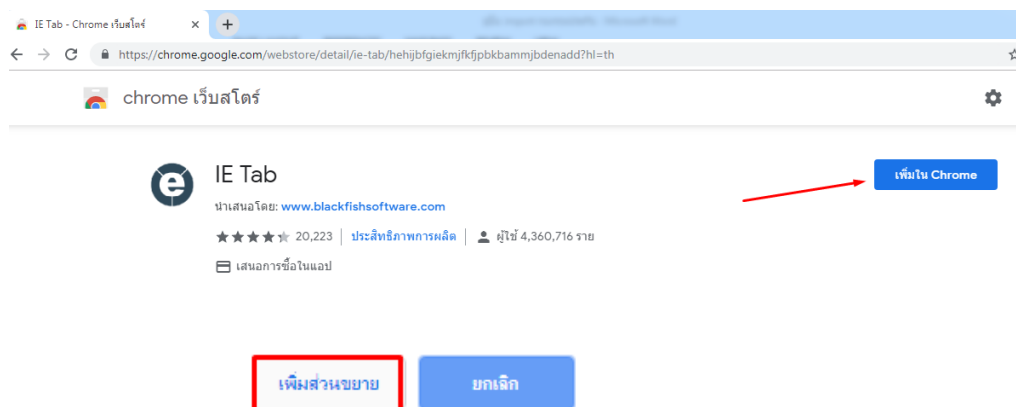 IE Tab - Chrome เว็บสโตร์
https://chrome.google.com/webstore/detail/ie-tab/hehijbfgiekmjfkfjpbkbammjbdenadd?hl=th
chrome เว็บสโตร์
IE Tab
เพิ่มใน Chrome
นำเสนอโดย: www.blackfishsoftware.com
20,223 ประสิทธิภาพการผลิต ผู้ใช้ 4,360,716 ราย
เสนอการซื้อในแอป
เพิ่มส่วนขยาย ยกเลิก